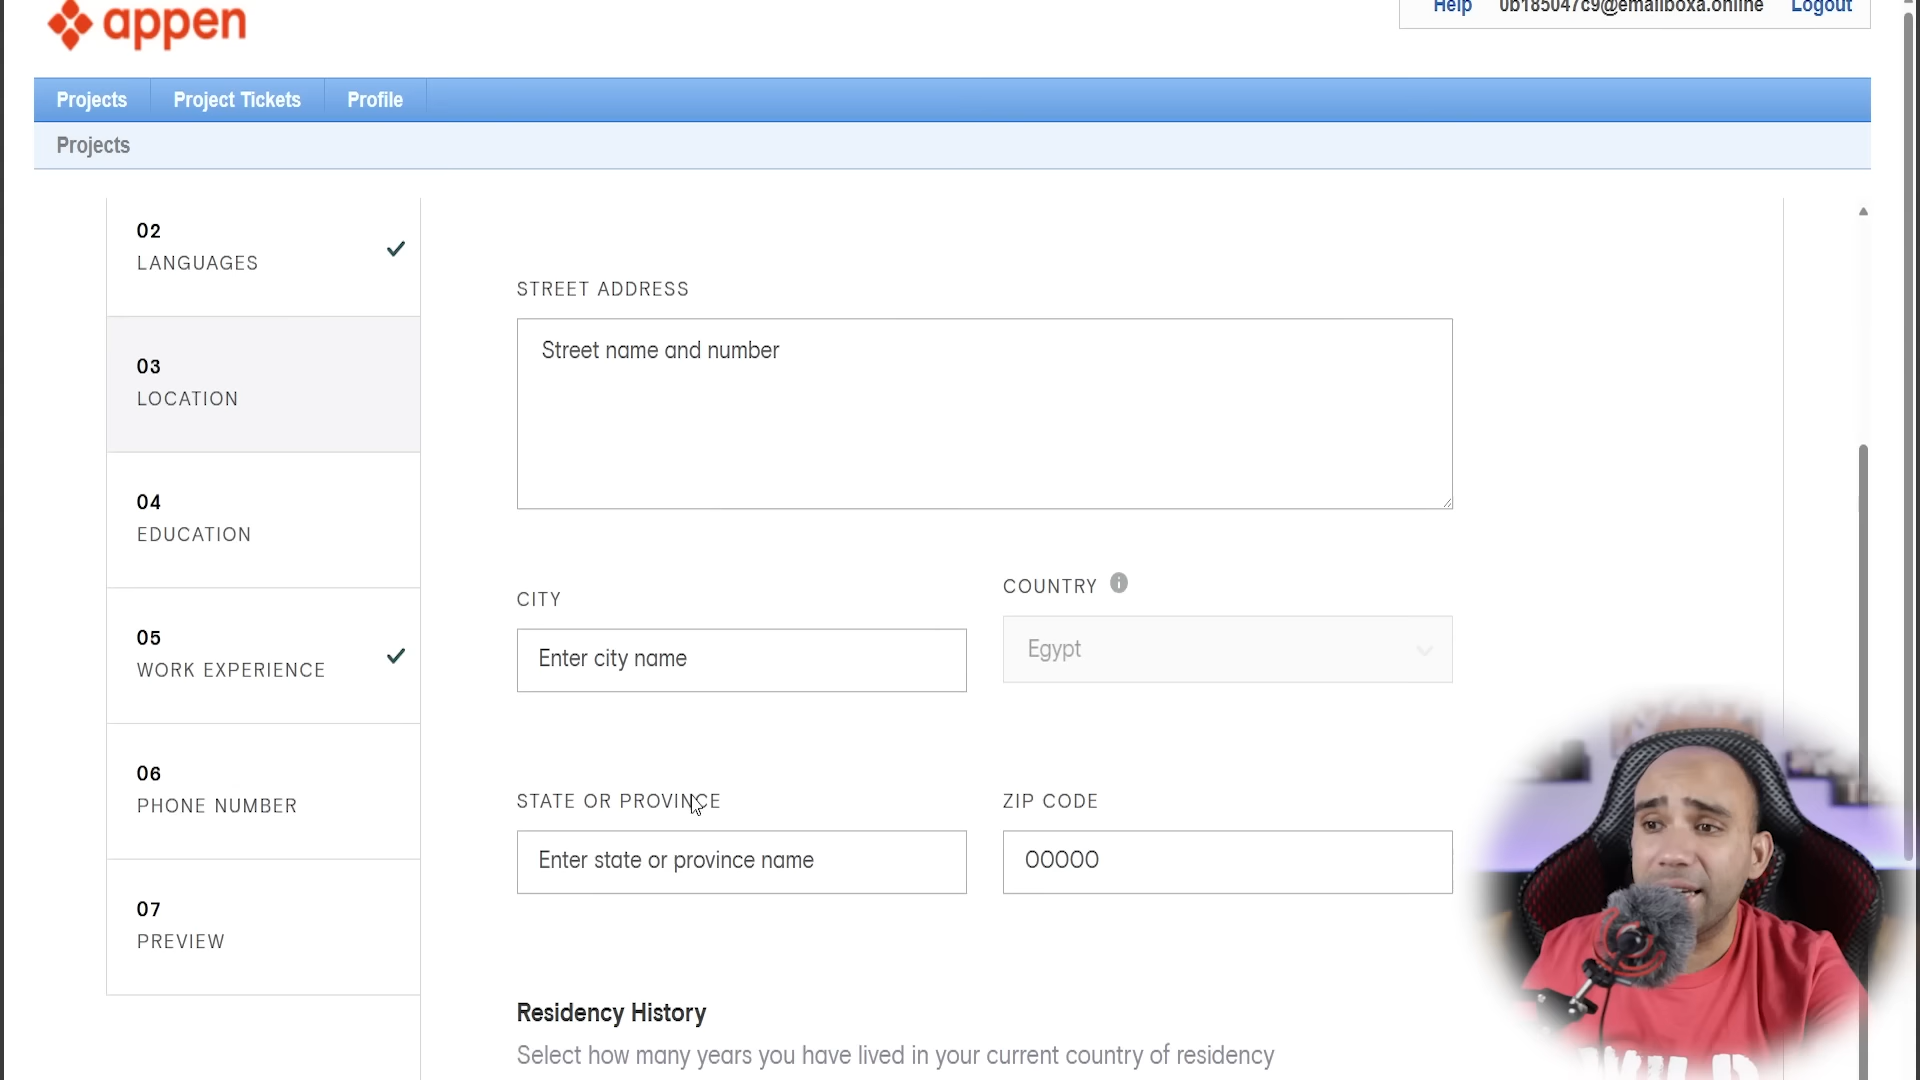 appen
Help 0b185047c9@emailboxa.online Logout
Projects Project Tickets Profile
Projects
02
LANGUAGES
03
LOCATION
04
EDUCATION
05
WORK EXPERIENCE
06
PHONE NUMBER
07
PREVIEW
STREET ADDRESS
Street name and number
CITY
Enter city name
COUNTRY
Egypt
STATE OR PROVINCE
Enter state or province name
ZIP CODE
00000
Residency History
Select how many years you have lived in your current country of residency